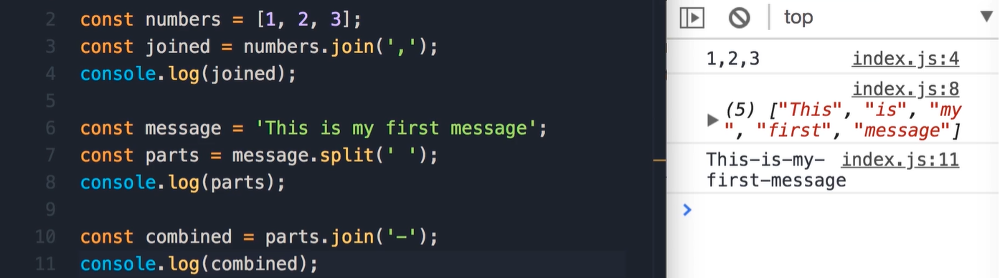 2 const numbers = [1, 2, 3];
3 const joined = numbers.join(',');
4 console.log(joined);
5
6 const message = 'This is my first message';
7 const parts = message.split(' ');
8 console.log(parts);
9
10 const combined = parts.join('-');
11 console.log(combined);
top
1,2,3 index.js:4
index.js:8
(5) ["This", "is", "my
", "first", "message"]
This-is-my- index.js:11
first-message